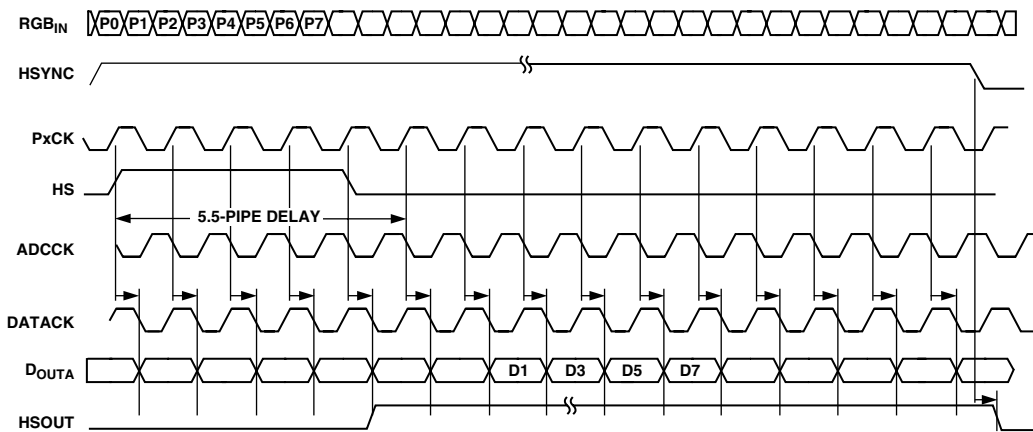 RGBIN P0 P1 P2 P3 P4 P5 P6 P7
HSYNC
PxCK
HS
5.5-PIPE DELAY
ADCCK
DATACK
DOUTA D1 D3 D5 D7
HSOUT